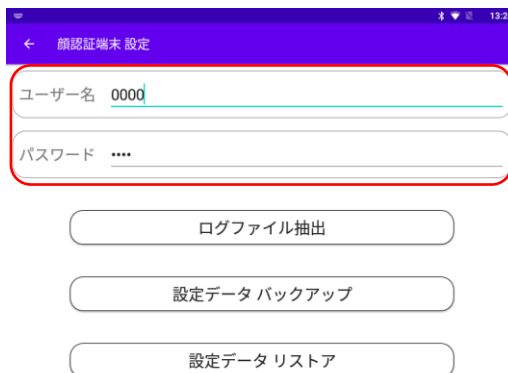 13:2
顔認証端末 設定
ユーザー名 0000
パスワード ••••
ログファイル抽出
設定データ バックアップ
設定データ リストア